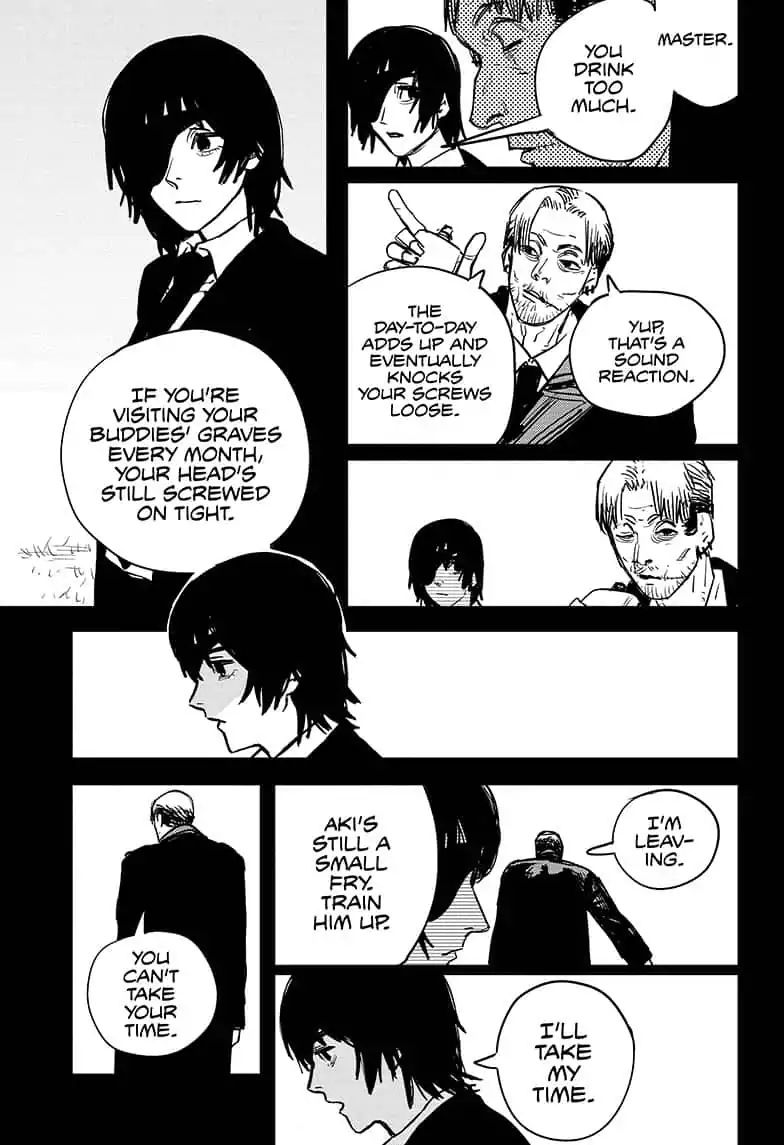 MASTER.
YOU
DRINK
TOO
MUCH.
YUP,
THAT'S A
SOUND
REACTION.
THE
DAY-TO-DAY
ADDS UP AND
EVENTUALLY
KNOCKS
YOUR SCREWS
LOOSE.
IF YOU'RE
VISITING YOUR
BUDDIES' GRAVES
EVERY MONTH,
YOUR HEAD'S
STILL SCREWED
ON TIGHT.
I'M
LEAV-
ING.
AKI'S
STILL A
SMALL
FRY.
TRAIN
HIM UP.
I'LL
TAKE
MY
TIME.
YOU
CAN'T
TAKE
YOUR
TIME.